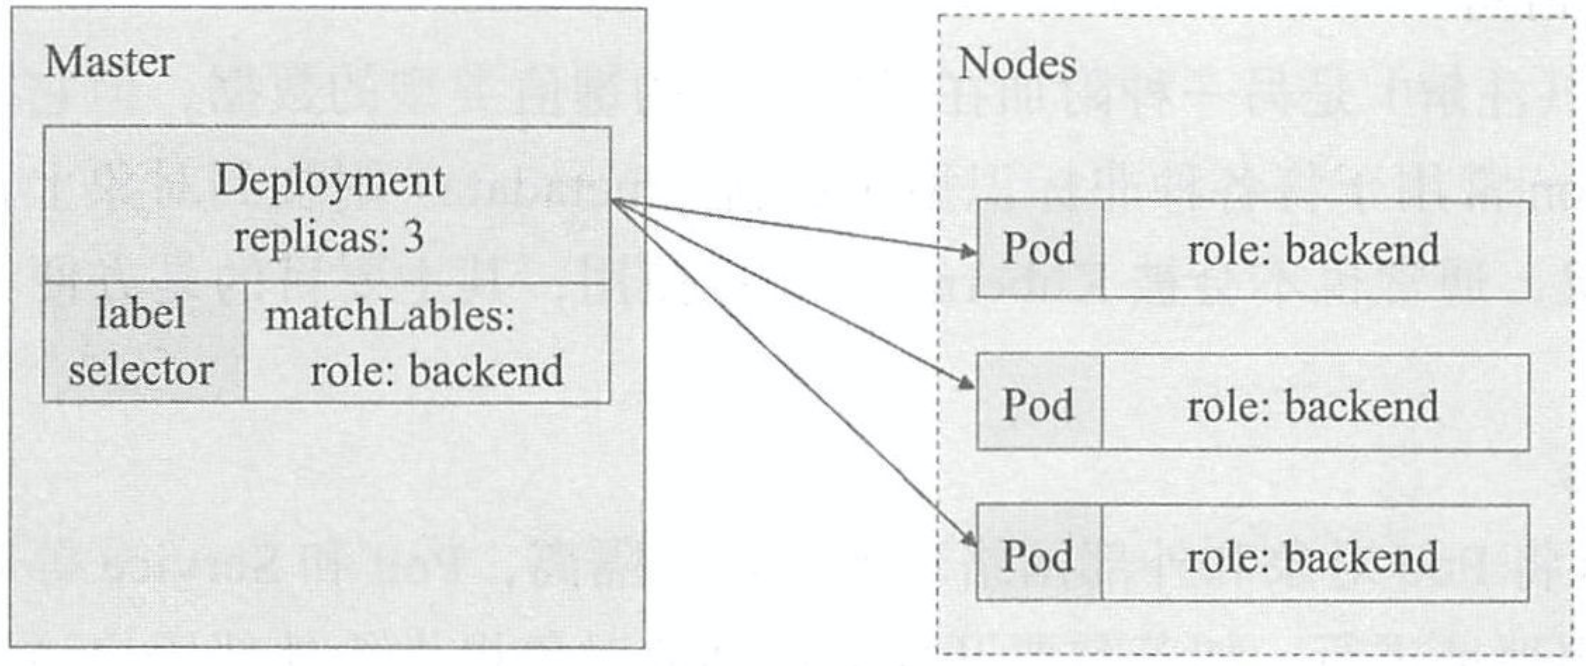 Master
Deployment
replicas: 3
label
selector
matchLables:
role: backend
Nodes
Pod
role: backend
Pod
role: backend
Pod
role: backend